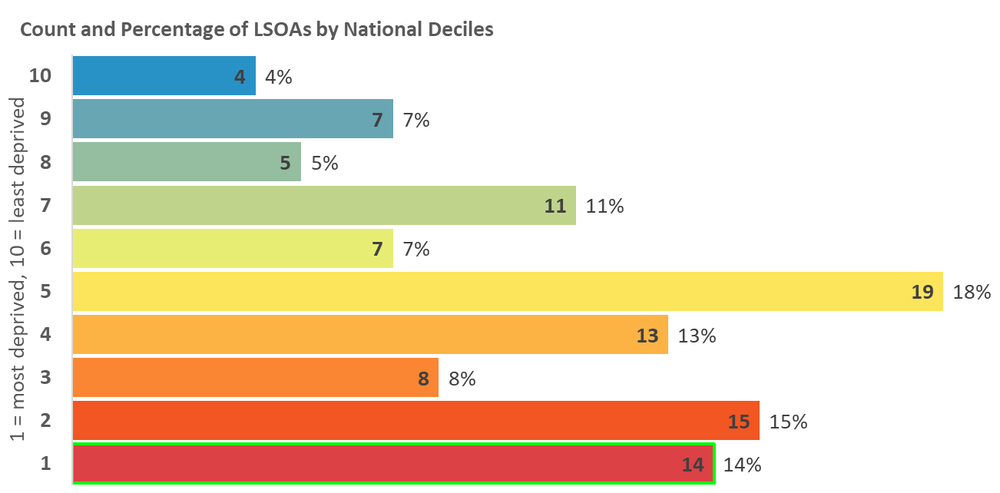 Count and Percentage of LSOAs by National Deciles
1 = most deprived, 10 = least deprived
10 4 4%
9 7 7%
8 5 5%
7 11 11%
6 7 7%
5 19 18%
4 13 13%
3 8 8%
2 15 15%
1 14 14%